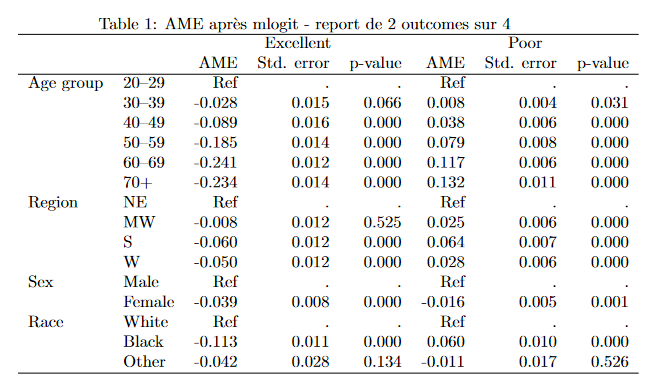 Table 1: AME après mlogit - report de 2 outcomes sur 4
Excellent Poor
AME Std. error p-value AME Std. error p-value
Age group 20–29 Ref . . Ref . .
30–39 -0.028 0.015 0.066 0.008 0.004 0.031
40–49 -0.089 0.016 0.000 0.038 0.006 0.000
50–59 -0.185 0.014 0.000 0.079 0.008 0.000
60–69 -0.241 0.012 0.000 0.117 0.006 0.000
70+ -0.234 0.014 0.000 0.132 0.011 0.000
Region NE Ref . . Ref . .
MW -0.008 0.012 0.525 0.025 0.006 0.000
S -0.060 0.012 0.000 0.064 0.007 0.000
W -0.050 0.012 0.000 0.028 0.006 0.000
Sex Male Ref . . Ref . .
Female -0.039 0.008 0.000 -0.016 0.005 0.001
Race White Ref . . Ref . .
Black -0.113 0.011 0.000 0.060 0.010 0.000
Other -0.042 0.028 0.134 -0.011 0.017 0.526